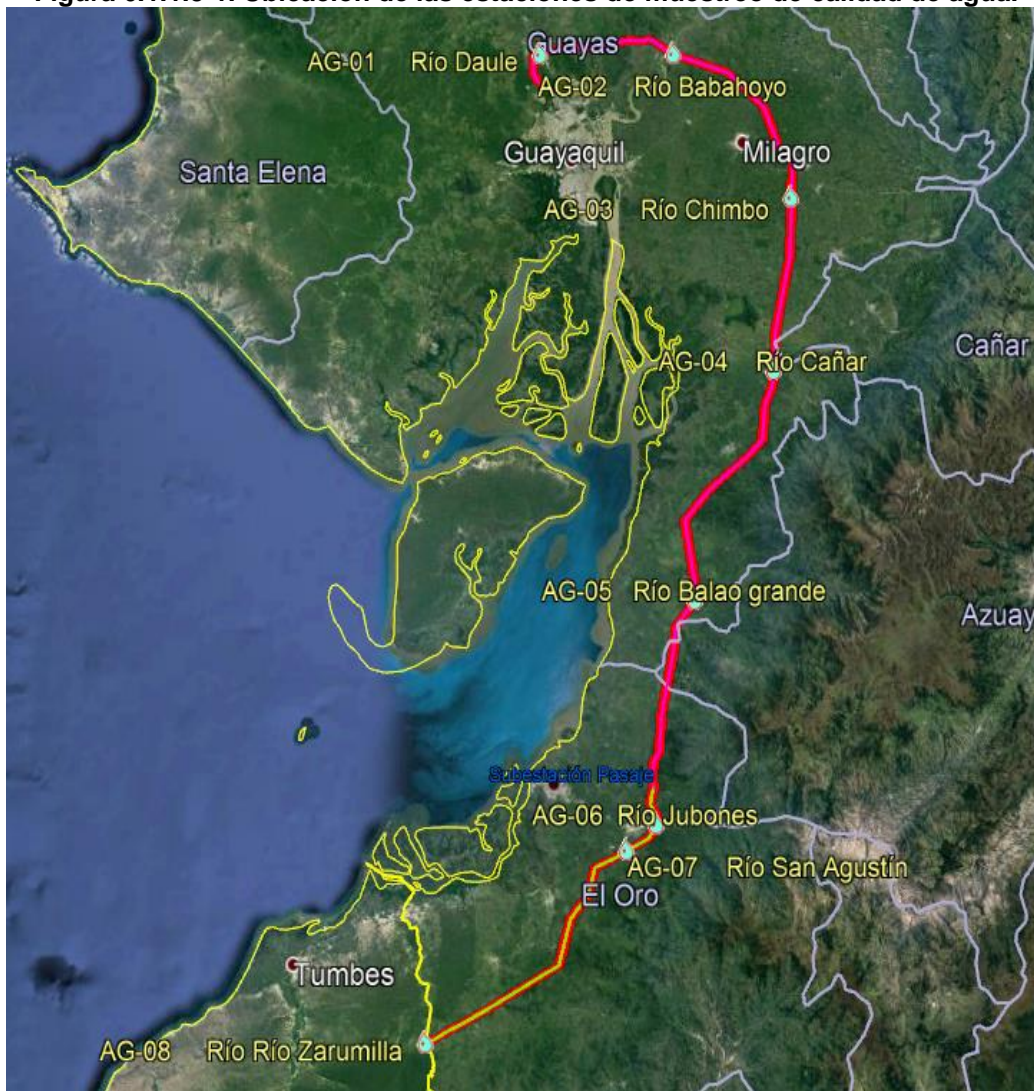 Guayas
AG-01 Río Daule
AG-02 Río Babahoyo
Guayaquil
Milagro
Santa Elena
AG-03 Río Chimbo
Cañar
AG-04 Río Cañar
AG-05 Río Balao grande
Azuay
Subestación Pasaje
AG-06 Río Jubones
AG-07 Río San Agustín
El Oro
Tumbes
AG-08 Río Río Zarumilla